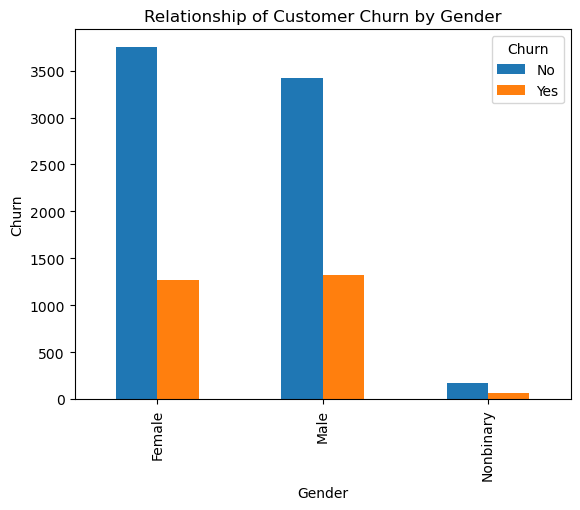 Relationship of Customer Churn by Gender
Churn
No
Yes
3500
3000
2500
2000
1500
1000
500
0
Churn
Female
Male
Nonbinary
Gender